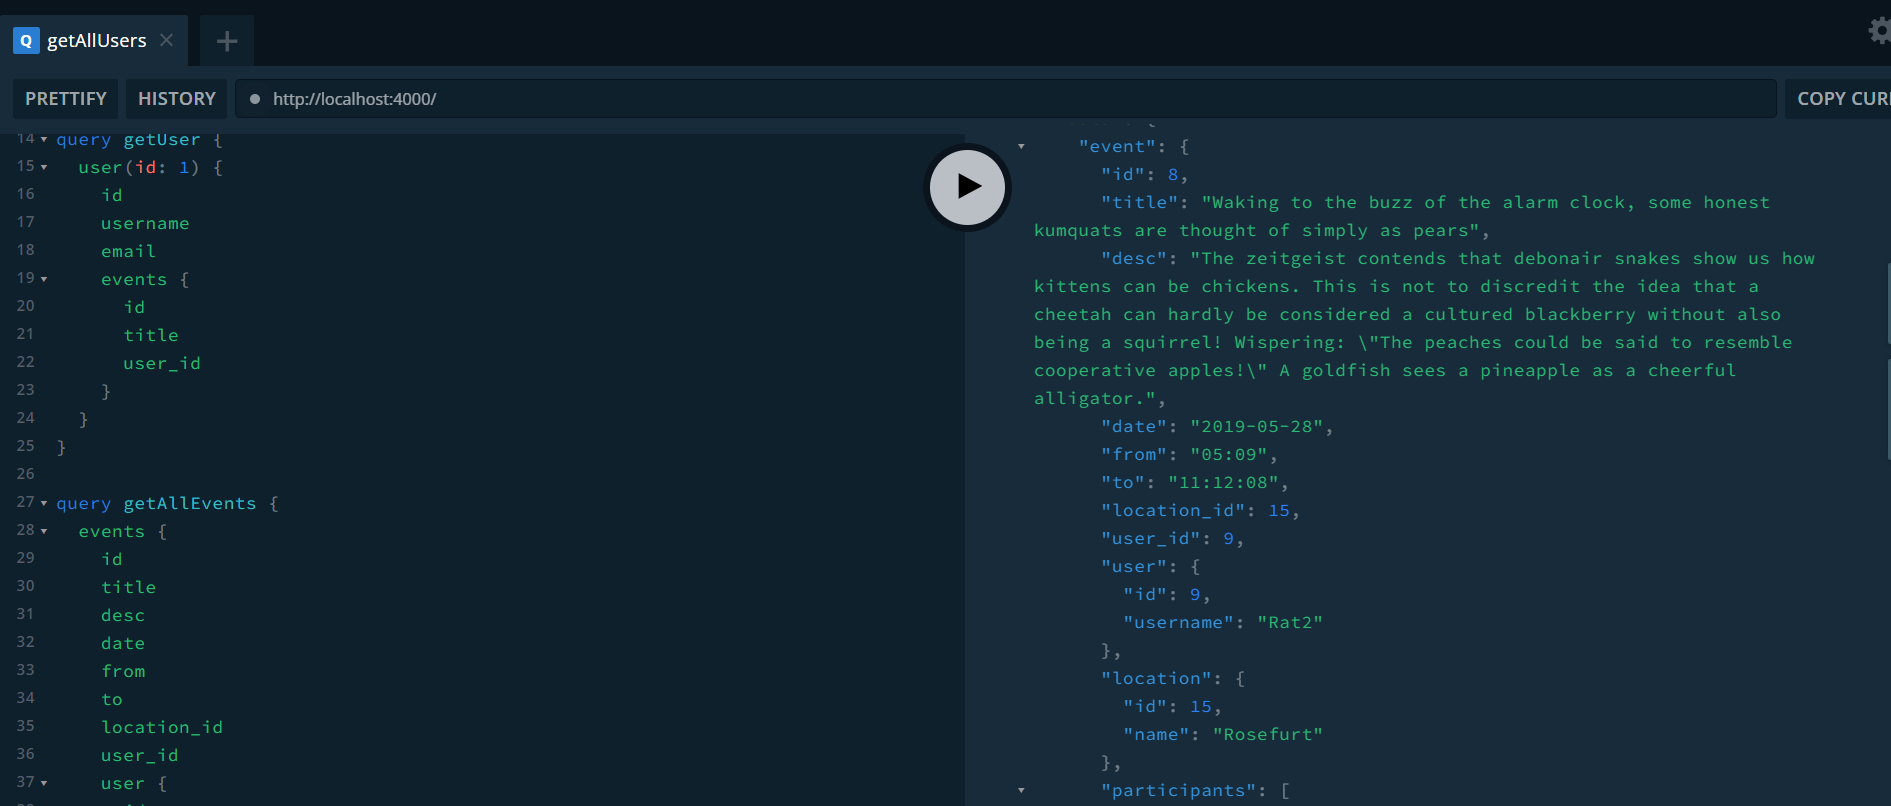 Q getAllUsers
PRETTIFY HISTORY http://localhost:4000/ COPY CUR
14 query getUser {
15 user(id: 1) {
16 id
17 username
18 email
19 events {
20 id
21 title
22 user_id
23 }
24 }
25 }
26
27 query getAllEvents {
28 events {
29 id
30 title
31 desc
32 date
33 from
34 to
35 location_id
36 user_id
37 user {
"event": {
"id": 8,
"title": "Waking to the buzz of the alarm clock, some honest
kumquats are thought of simply as pears",
"desc": "The zeitgeist contends that debonair snakes show us how
kittens can be chickens. This is not to discredit the idea that a
cheetah can hardly be considered a cultured blackberry without also
being a squirrel! Wispering: \"The peaches could be said to resemble
cooperative apples!\" A goldfish sees a pineapple as a cheerful
alligator.",
"date": "2019-05-28",
"from": "05:09",
"to": "11:12:08",
"location_id": 15,
"user_id": 9,
"user": {
"id": 9,
"username": "Rat2"
},
"location": {
"id": 15,
"name": "Rosefurt"
},
"participants": [